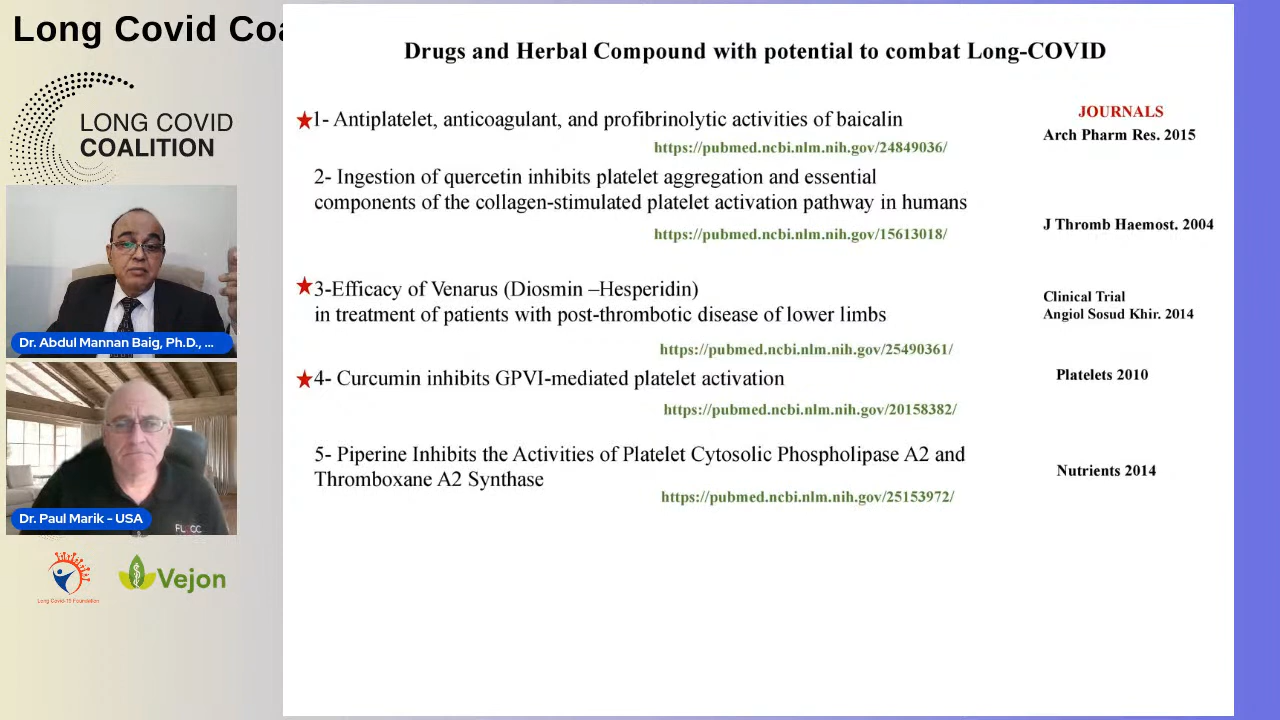 Long Covid Coa
LONG COVID
COALITION
Dr. Abdul Mannan Baig, Ph.D., ...
Dr. Paul Marik - USA
FL CC
Long Covid-19 Foundation
Vejon
Drugs and Herbal Compound with potential to combat Long-COVID
JOURNALS
1- Antiplatelet, anticoagulant, and profibrinolytic activities of baicalin
Arch Pharm Res. 2015
https://pubmed.ncbi.nlm.nih.gov/24849036/
2- Ingestion of quercetin inhibits platelet aggregation and essential
components of the collagen-stimulated platelet activation pathway in humans
J Thromb Haemost. 2004
https://pubmed.ncbi.nlm.nih.gov/15613018/
3-Efficacy of Venarus (Diosmin –Hesperidin)
in treatment of patients with post-thrombotic disease of lower limbs
Clinical Trial
Angiol Sosud Khir. 2014
https://pubmed.ncbi.nlm.nih.gov/25490361/
4- Curcumin inhibits GPVI-mediated platelet activation
Platelets 2010
https://pubmed.ncbi.nlm.nih.gov/20158382/
5- Piperine Inhibits the Activities of Platelet Cytosolic Phospholipase A2 and
Thromboxane A2 Synthase
Nutrients 2014
https://pubmed.ncbi.nlm.nih.gov/25153972/